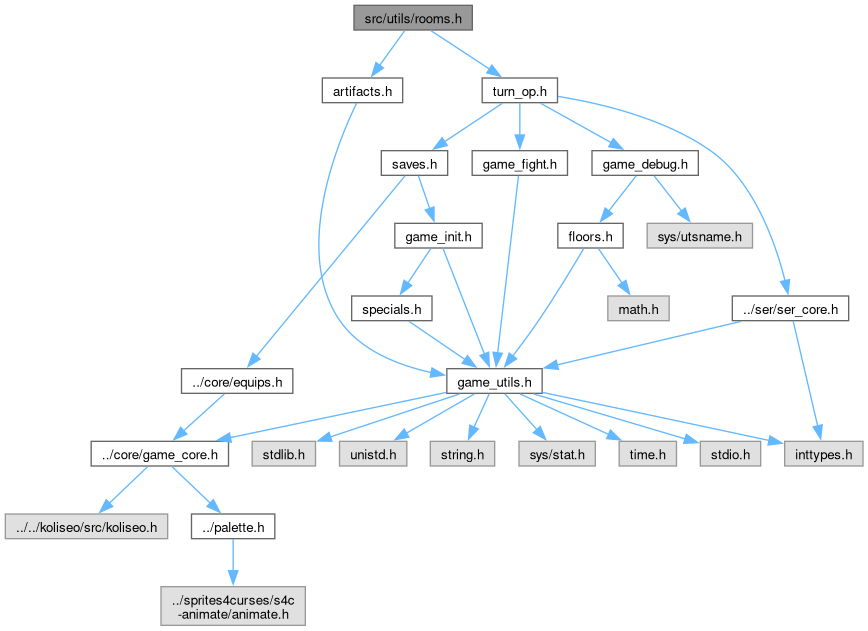 src/utils/rooms.h
artifacts.h
turn_op.h
saves.h
game_fight.h
game_debug.h
game_init.h
floors.h
sys/utsname.h
specials.h
math.h
../ser/ser_core.h
../core/equips.h
game_utils.h
../core/game_core.h
stdlib.h
unistd.h
string.h
sys/stat.h
time.h
stdio.h
inttypes.h
../../koliseo/src/koliseo.h
../palette.h
../sprites4curses/s4c
-animate/animate.h